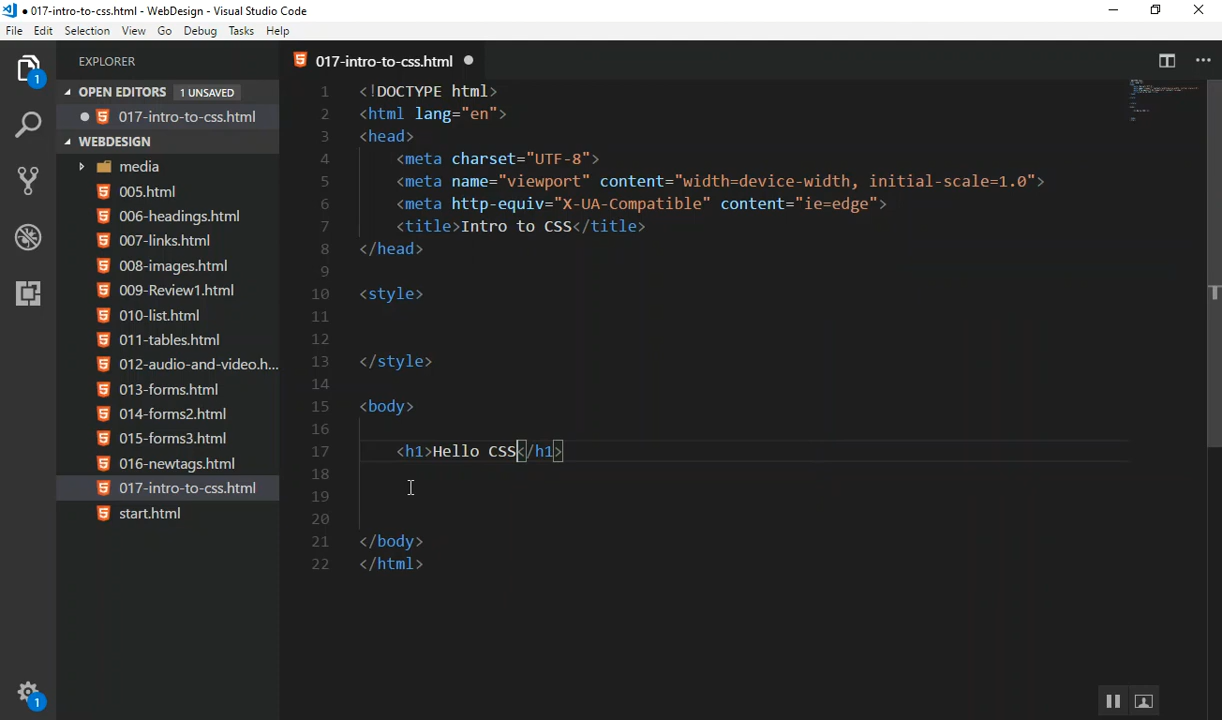 ● 017-intro-to-css.html - WebDesign - Visual Studio Code
File Edit Selection View Go Debug Tasks Help
EXPLORER
OPEN EDITORS 1 UNSAVED
● 017-intro-to-css.html
WEBDESIGN
media
005.html
006-headings.html
007-links.html
008-images.html
009-Review1.html
010-list.html
011-tables.html
012-audio-and-video.h...
013-forms.html
014-forms2.html
015-forms3.html
016-newtags.html
017-intro-to-css.html
start.html
1
1
017-intro-to-css.html ●
1 <!DOCTYPE html>
2 <html lang="en">
3 <head>
4 <meta charset="UTF-8">
5 <meta name="viewport" content="width=device-width, initial-scale=1.0">
6 <meta http-equiv="X-UA-Compatible" content="ie=edge">
7 <title>Intro to CSS</title>
8 </head>
9
10 <style>
11
12
13 </style>
14
15 <body>
16
17 <h1>Hello CSS</h1>
18
19
20
21 </body>
22 </html>